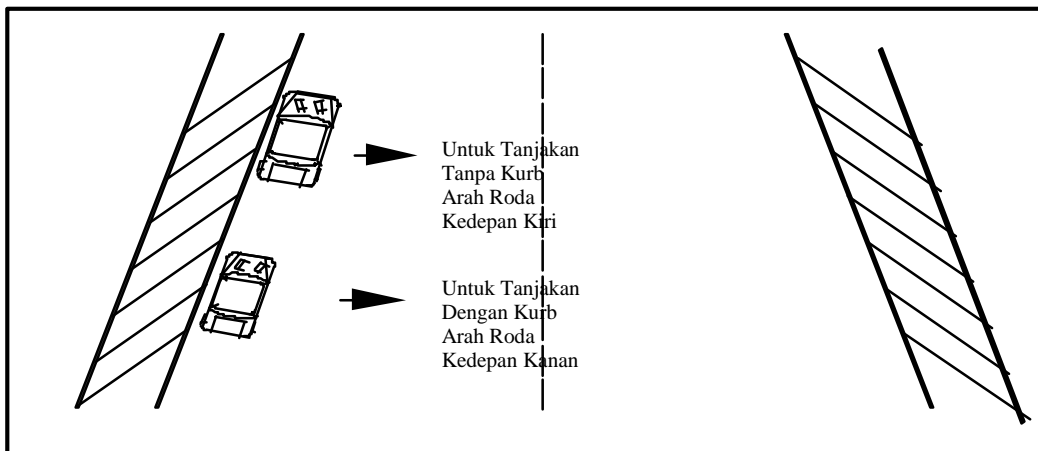 Untuk Tanjakan
Tanpa Kurb
Arah Roda
Kedepan Kiri
Untuk Tanjakan
Dengan Kurb
Arah Roda
Kedepan Kanan